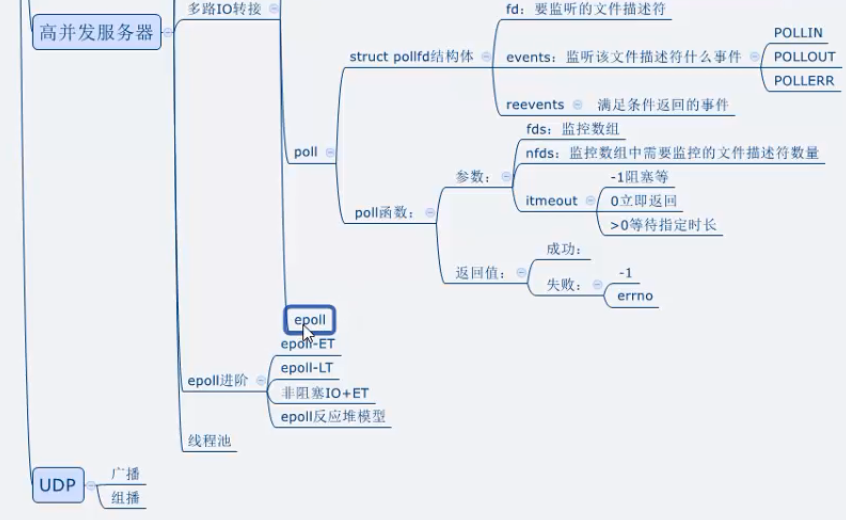 高并发服务器
多路IO转接
poll
struct pollfd结构体
fd：要监听的文件描述符
events：监听该文件描述符什么事件
POLLIN
POLLOUT
POLLERR
reevents
满足条件返回的事件
poll函数：
参数：
fds：监控数组
nfds：监控数组中需要监控的文件描述符数量
itmeout
-1阻塞等
0立即返回
>0等待指定时长
返回值：
成功：
失败：
-1
errno
epoll
epoll进阶
epoll-ET
epoll-LT
非阻塞IO+ET
epoll反应堆模型
线程池
UDP
广播
组播